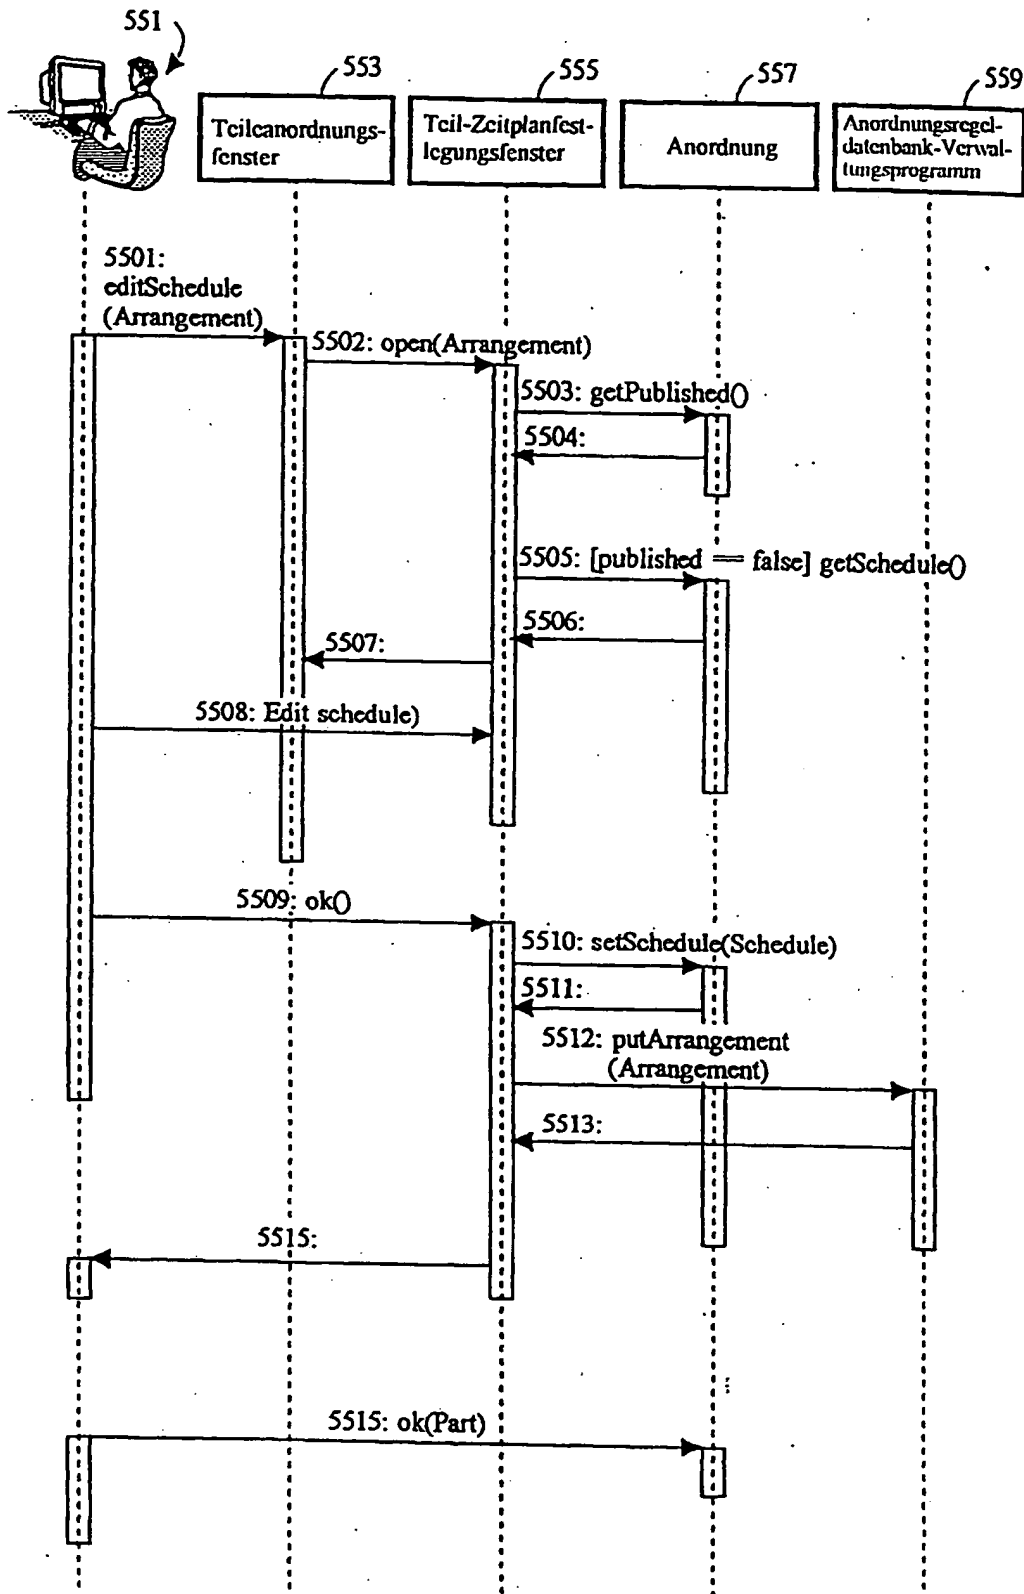 551
553
555
557
559
Teileanordnungs-
fenster
Teil-Zeitplanfest-
legungsfenster
Anordnung
Anordnungsregel-
datenbank-Verwal-
tungsprogramm
5501:
editSchedule
(Arrangement)
5502: open(Arrangement)
5503: getPublished()
5504:
5505: [published == false] getSchedule()
5506:
5507:
5508: Edit schedule)
5509: ok()
5510: setSchedule(Schedule)
5511:
5512: putArrangement
(Arrangement)
5513:
5515:
5515: ok(Part)